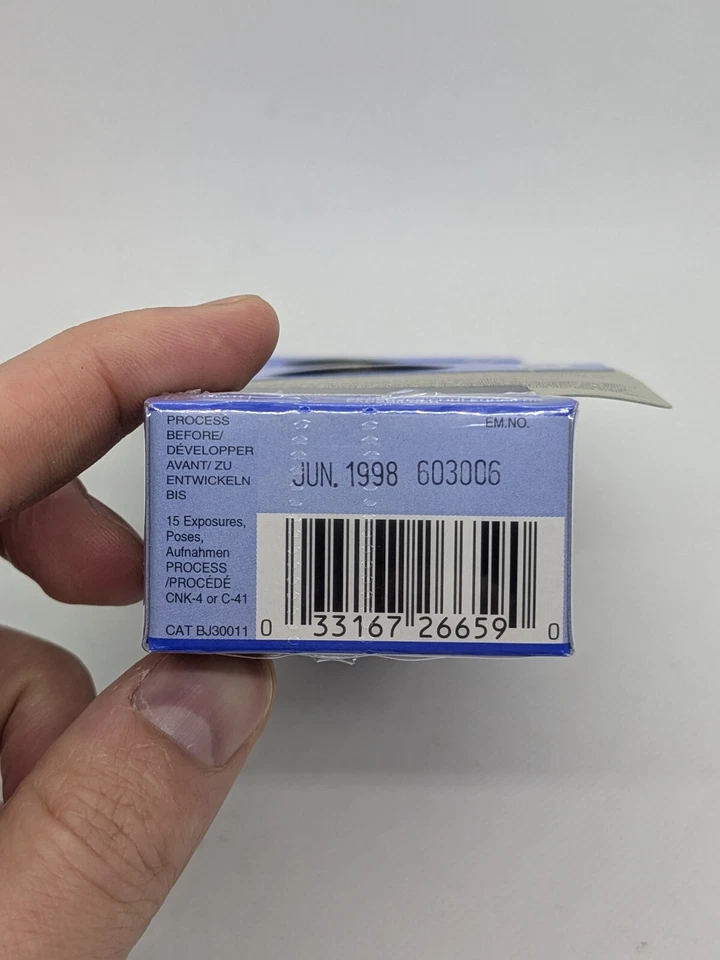 PROCESS
BEFORE/
DÉVELOPPER
AVANT/ ZU
ENTWICKELN
BIS
EM.NO.
JUN. 1998 603006
15 Exposures,
Poses,
Aufnahmen
PROCESS
/PROCÉDÉ
CNK-4 or C-41
CAT BJ30011
0 33167 26659 0